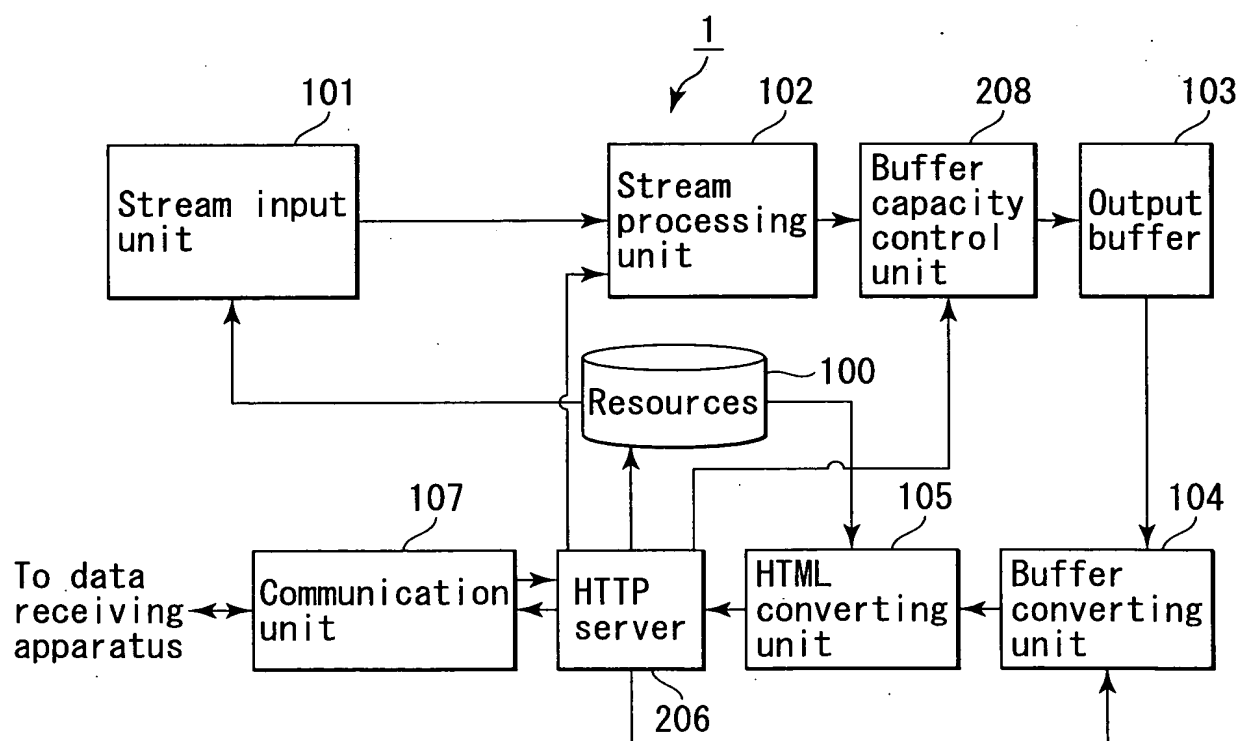 1
101
102
208
103
Stream input
unit
Stream
processing
unit
Buffer
capacity
control
unit
Output
buffer
100
Resources
107
105
104
To data
receiving
apparatus
Communication
unit
HTTP
server
HTML
converting
unit
Buffer
converting
unit
206